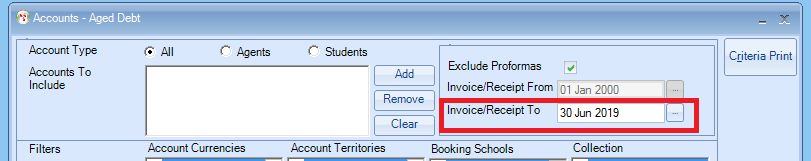 Accounts - Aged Debt
Account Type All Agents Students
Accounts To Include
Add
Remove
Clear
Exclude Proformas
Invoice/Receipt From 01 Jan 2000 ...
Invoice/Receipt To 30 Jun 2019 ...
Criteria Print
Filters Account Currencies Account Territories Booking Schools Collection